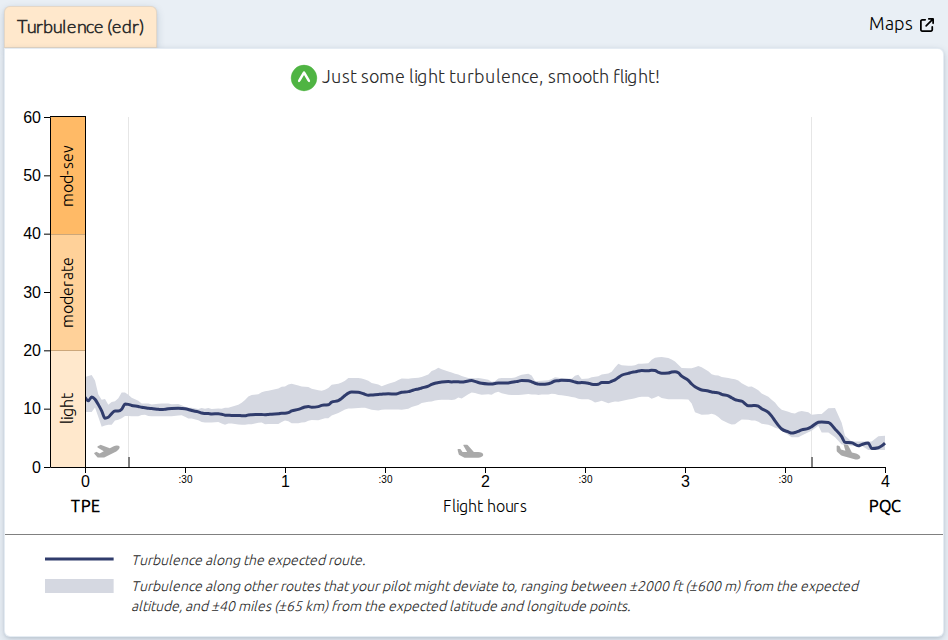 Turbulence (edr)
Maps
Just some light turbulence, smooth flight!
60
50
40
30
20
10
0
mod-sev
moderate
light
0 :30 1 :30 2 :30 3 :30 4
TPE Flight hours PQC
Turbulence along the expected route.
Turbulence along other routes that your pilot might deviate to, ranging between ±2000 ft (±600 m) from the expected
altitude, and ±40 miles (±65 km) from the expected latitude and longitude points.